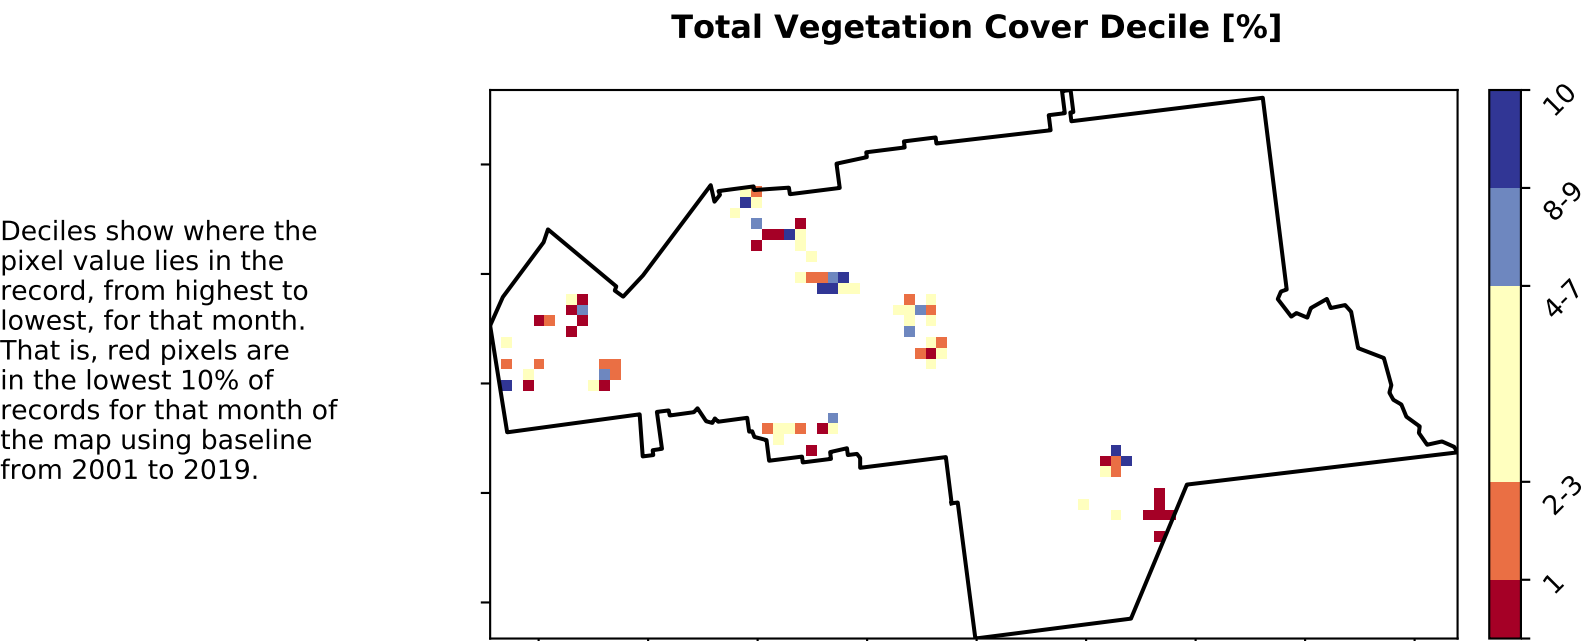 Total Vegetation Cover Decile [%]
Deciles show where the
pixel value lies in the
record, from highest to
lowest, for that month.
That is, red pixels are
in the lowest 10% of
records for that month of
the map using baseline
from 2001 to 2019.
10
8-9
4-7
2-3
1